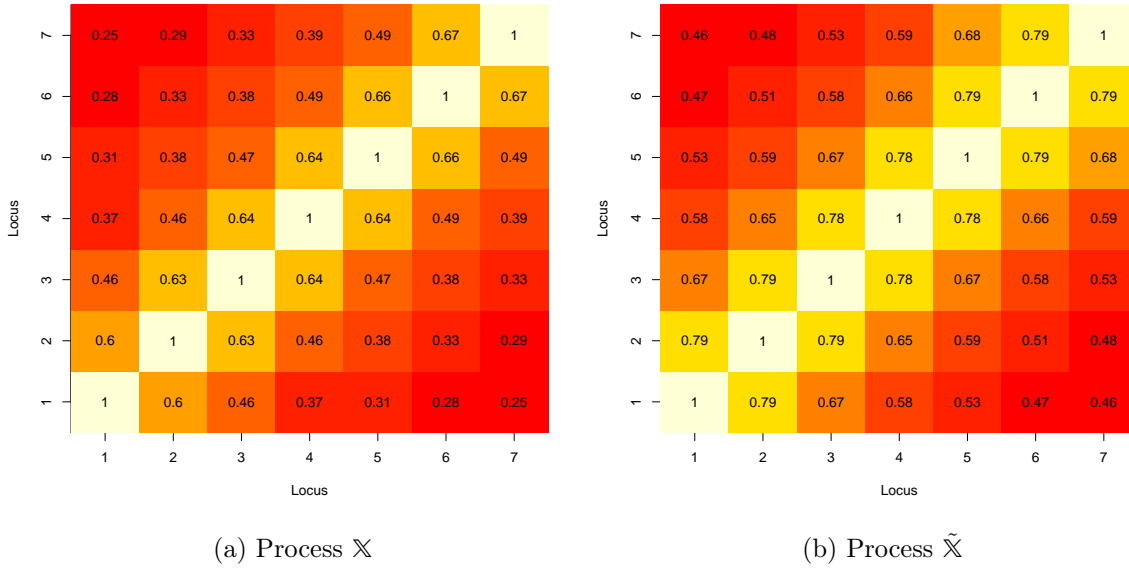 7 0.25 0.29 0.33 0.39 0.49 0.67 1
6 0.28 0.33 0.38 0.49 0.66 1 0.67
5 0.31 0.38 0.47 0.64 1 0.66 0.49
4 0.37 0.46 0.64 1 0.64 0.49 0.39
3 0.46 0.63 1 0.64 0.47 0.38 0.33
2 0.6 1 0.63 0.46 0.38 0.33 0.29
1 1 0.6 0.46 0.37 0.31 0.28 0.25
Locus
1 2 3 4 5 6 7
Locus
(a) Process 𝕏
7 0.46 0.48 0.53 0.59 0.68 0.79 1
6 0.47 0.51 0.58 0.66 0.79 1 0.79
5 0.53 0.59 0.67 0.78 1 0.79 0.68
4 0.58 0.65 0.78 1 0.78 0.66 0.59
3 0.67 0.79 1 0.78 0.67 0.58 0.53
2 0.79 1 0.79 0.65 0.59 0.51 0.48
1 1 0.79 0.67 0.58 0.53 0.47 0.46
Locus
1 2 3 4 5 6 7
Locus
(b) Process 𝕏̃